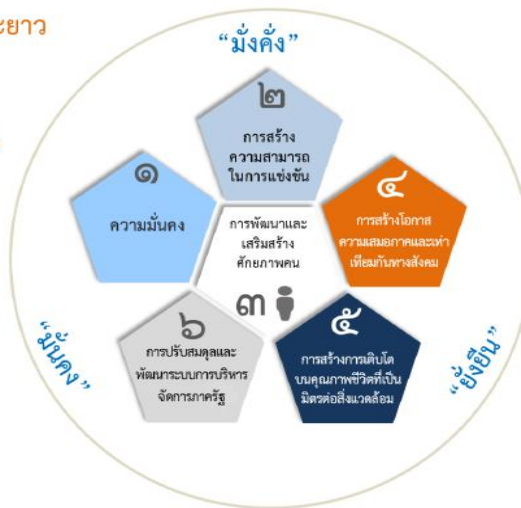 ะยาว
“มั่งคั่ง”
๒
การสร้าง
ความสามารถ
ในการแข่งขัน
๑
ความมั่นคง
๔
การสร้างโอกาส
ความเสมอภาคและเท่า
เทียมกันทางสังคม
การพัฒนาและ
เสริมสร้าง
ศักยภาพคน
๓
๖
การปรับสมดุลและ
พัฒนาระบบการบริหาร
จัดการภาครัฐ
๕
การสร้างการเติบโต
บนคุณภาพชีวิตที่เป็น
มิตรต่อสิ่งแวดล้อม
“มั่นคง”
“ยั่งยืน”